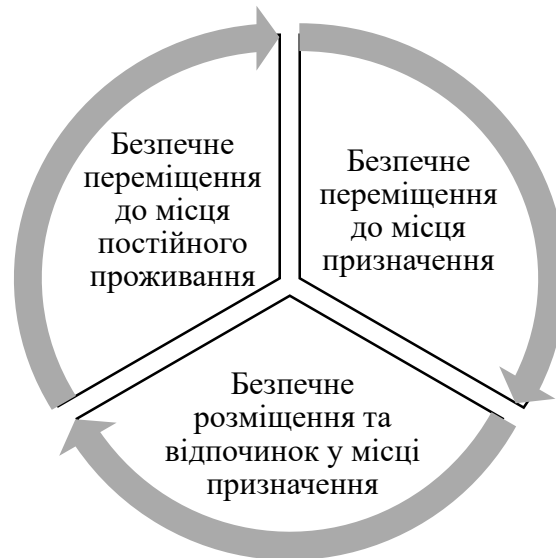 Безпечне
переміщення
до місця
постійного
проживання
Безпечне
переміщення
до місця
призначення
Безпечне
розміщення та
відпочинок у місці
призначення